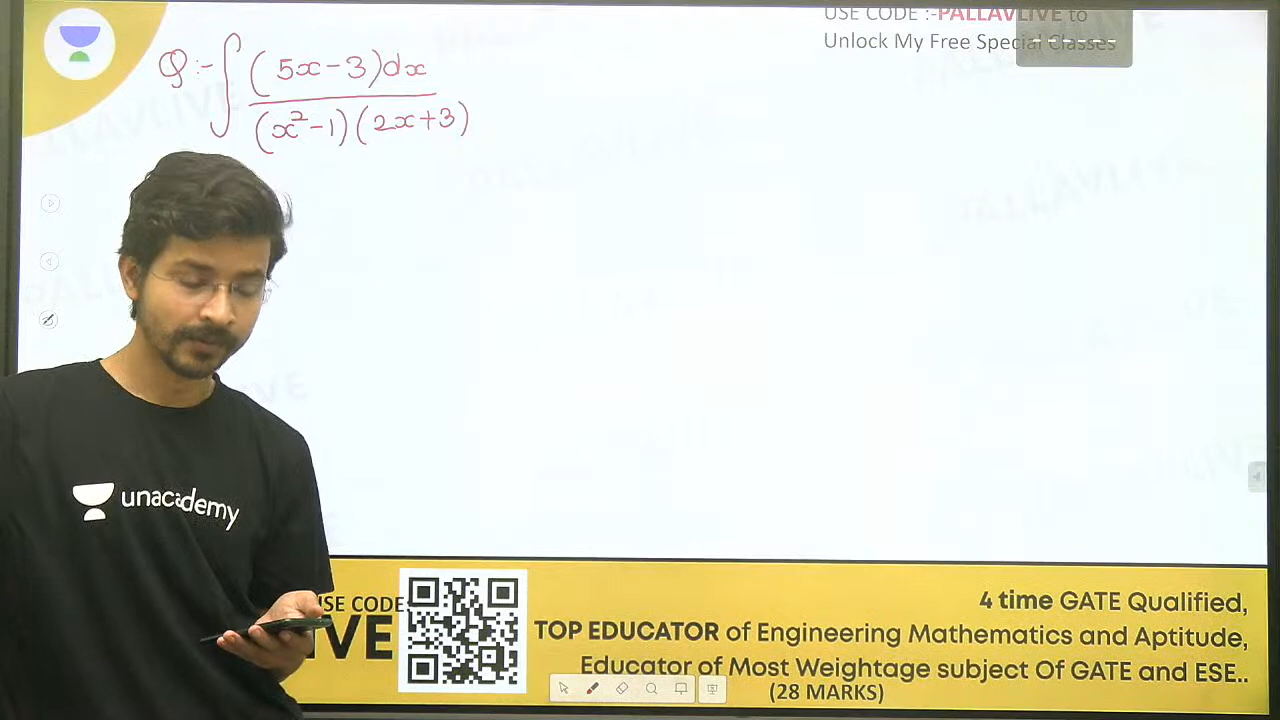 USE CODE :-PALLAVLIVE to
Unlock My Free Special Classes
Q:- ∫ (5x-3)dx
(x²-1)(2x+3)
unacademy
USE CODE:
LIVE
4 time GATE Qualified,
TOP EDUCATOR of Engineering Mathematics and Aptitude,
Educator of Most Weightage subject Of GATE and ESE..
(28 MARKS)